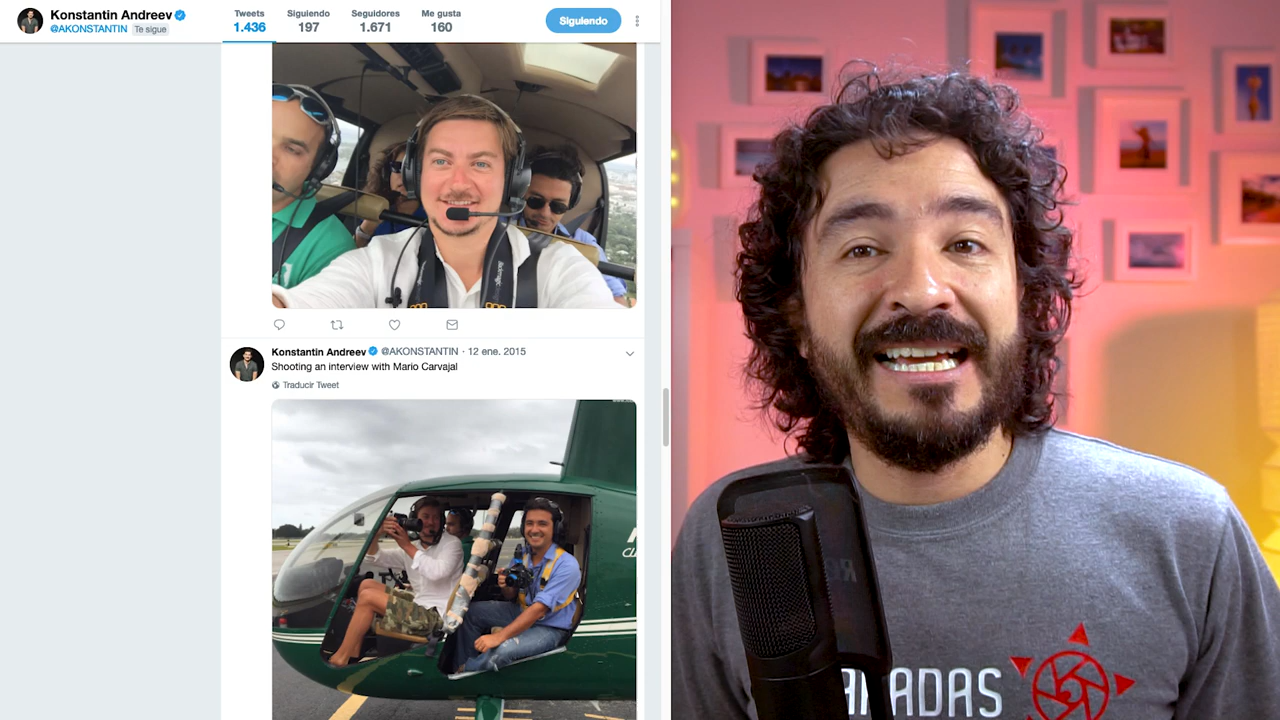 Konstantin Andreev
@AKONSTANTIN Te sigue
Tweets
1.436
Siguiendo
197
Seguidores
1.671
Me gusta
160
Siguiendo
Konstantin Andreev @AKONSTANTIN · 12 ene. 2015
Shooting an interview with Mario Carvajal
Traducir Tweet
ADAS